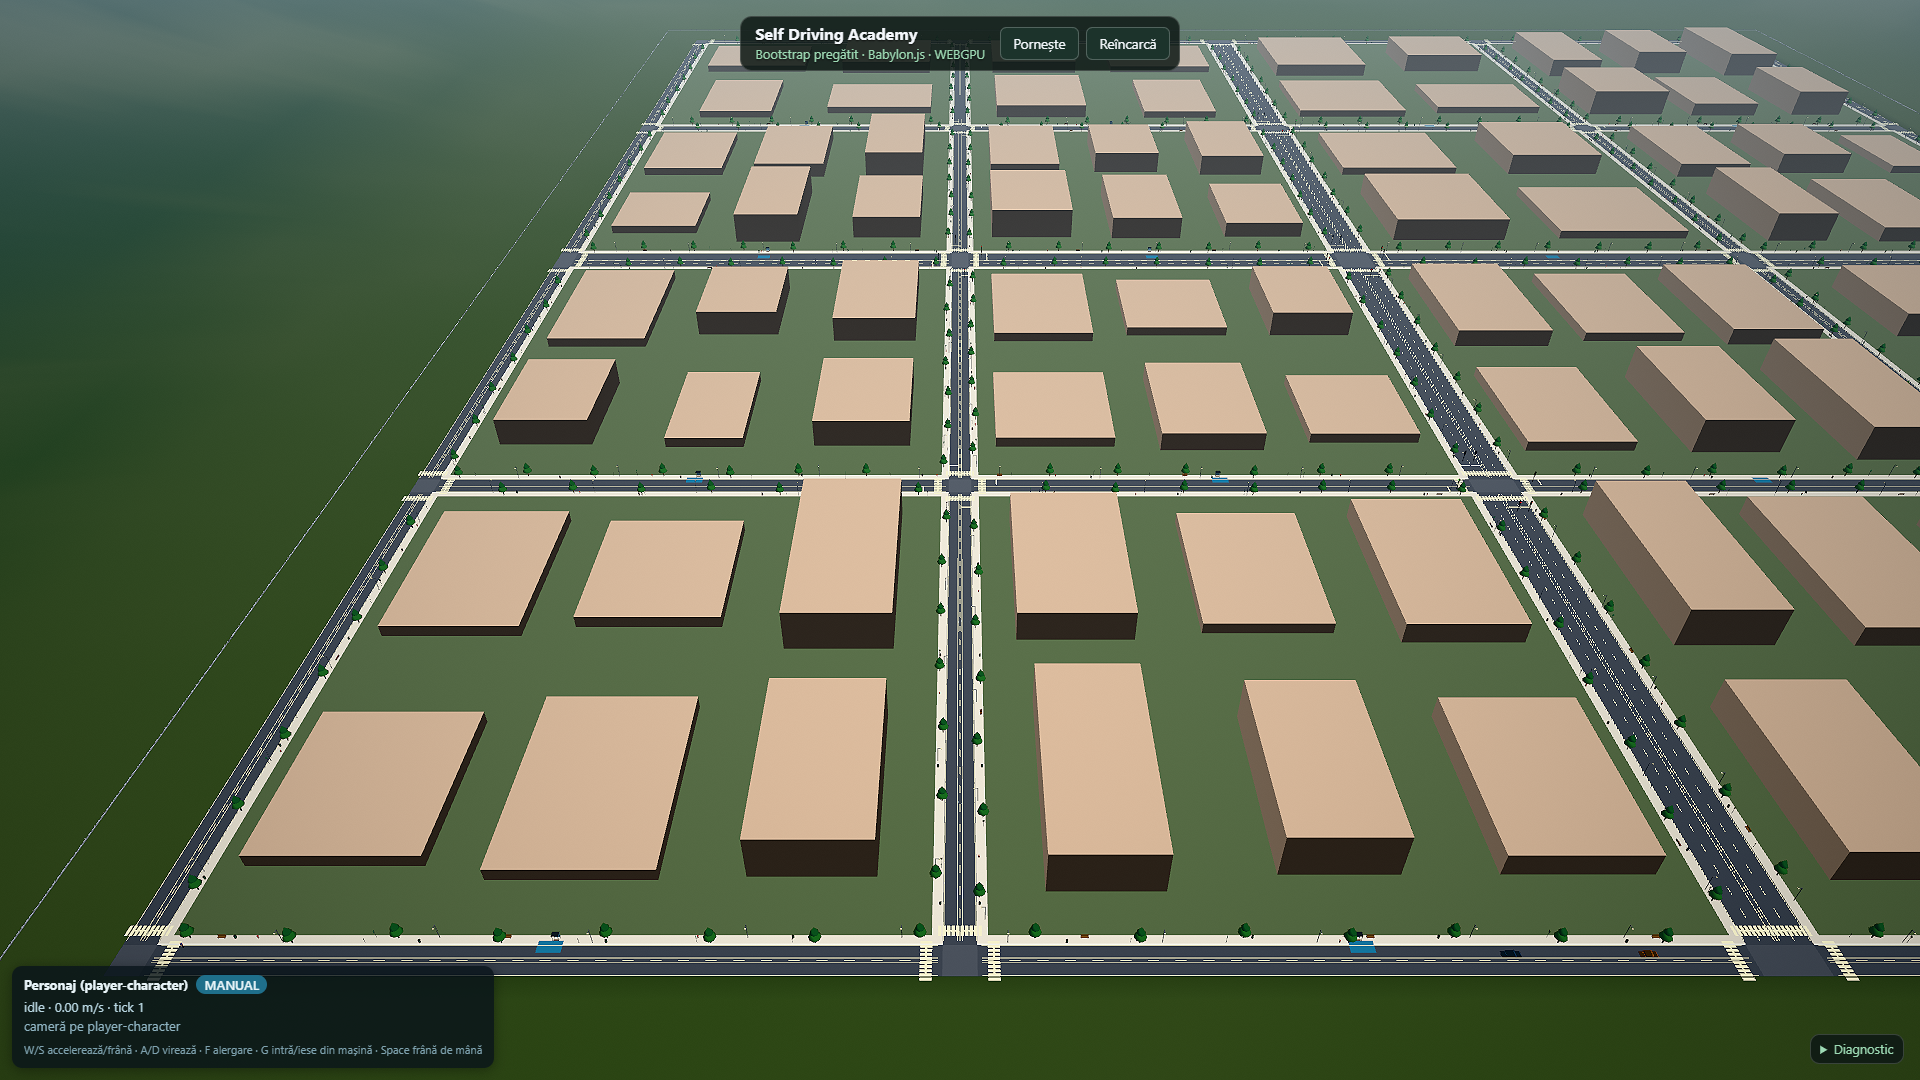 Self Driving Academy
Bootstrap pregătit · Babylon.js · WEBGPU
Pornește
Reîncarcă
Personaj (player-character) MANUAL
idle · 0.00 m/s · tick 1
cameră pe player-character
W/S accelerează/frână · A/D virează · F alergare · G intră/iese din mașină · Space frână de mână
▶ Diagnostic